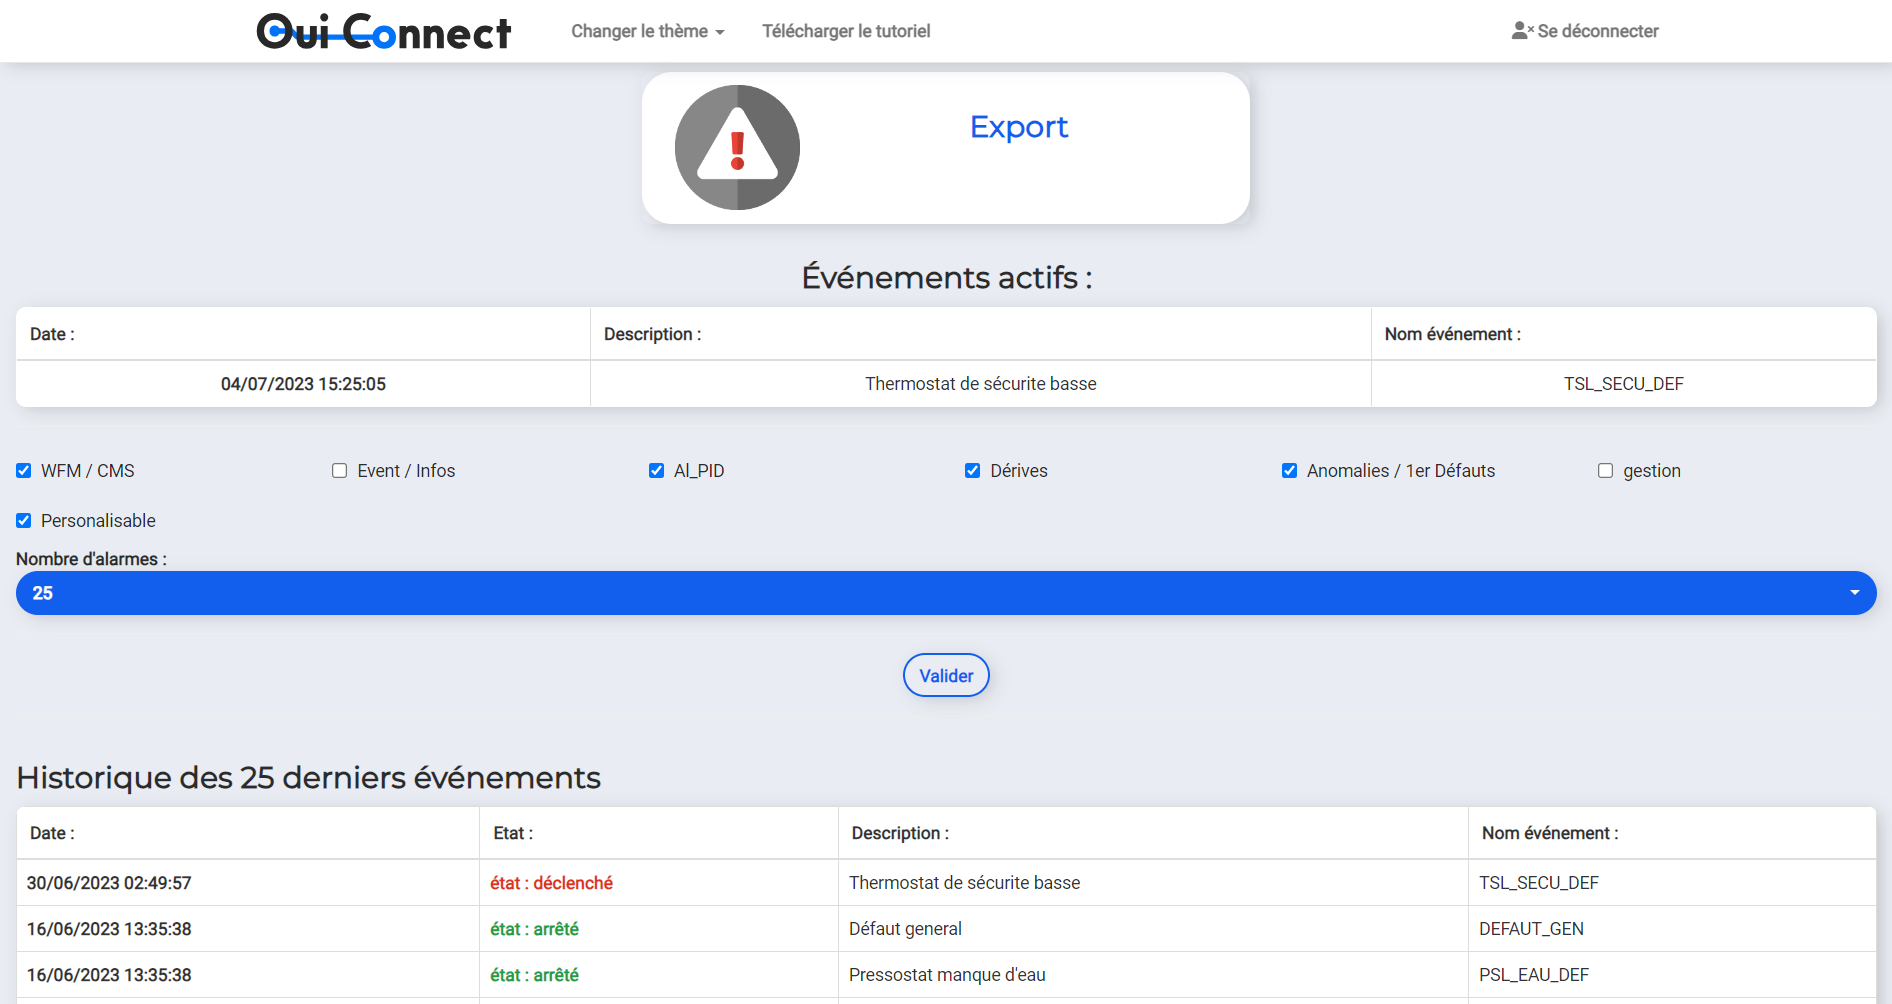 Oui Connect Changer le thème Télécharger le tutoriel Se déconnecter
Export
Événements actifs :
Date : Description : Nom événement :
04/07/2023 15:25:05 Thermostat de sécurite basse TSL_SECU_DEF
WFM / CMS Event / Infos Al_PID Dérives Anomalies / 1er Défauts gestion
Personalisable
Nombre d'alarmes :
25
Valider
Historique des 25 derniers événements
Date : Etat : Description : Nom événement :
30/06/2023 02:49:57 état : déclenché Thermostat de sécurite basse TSL_SECU_DEF
16/06/2023 13:35:38 état : arrêté Défaut general DEFAUT_GEN
16/06/2023 13:35:38 état : arrêté Pressostat manque d'eau PSL_EAU_DEF